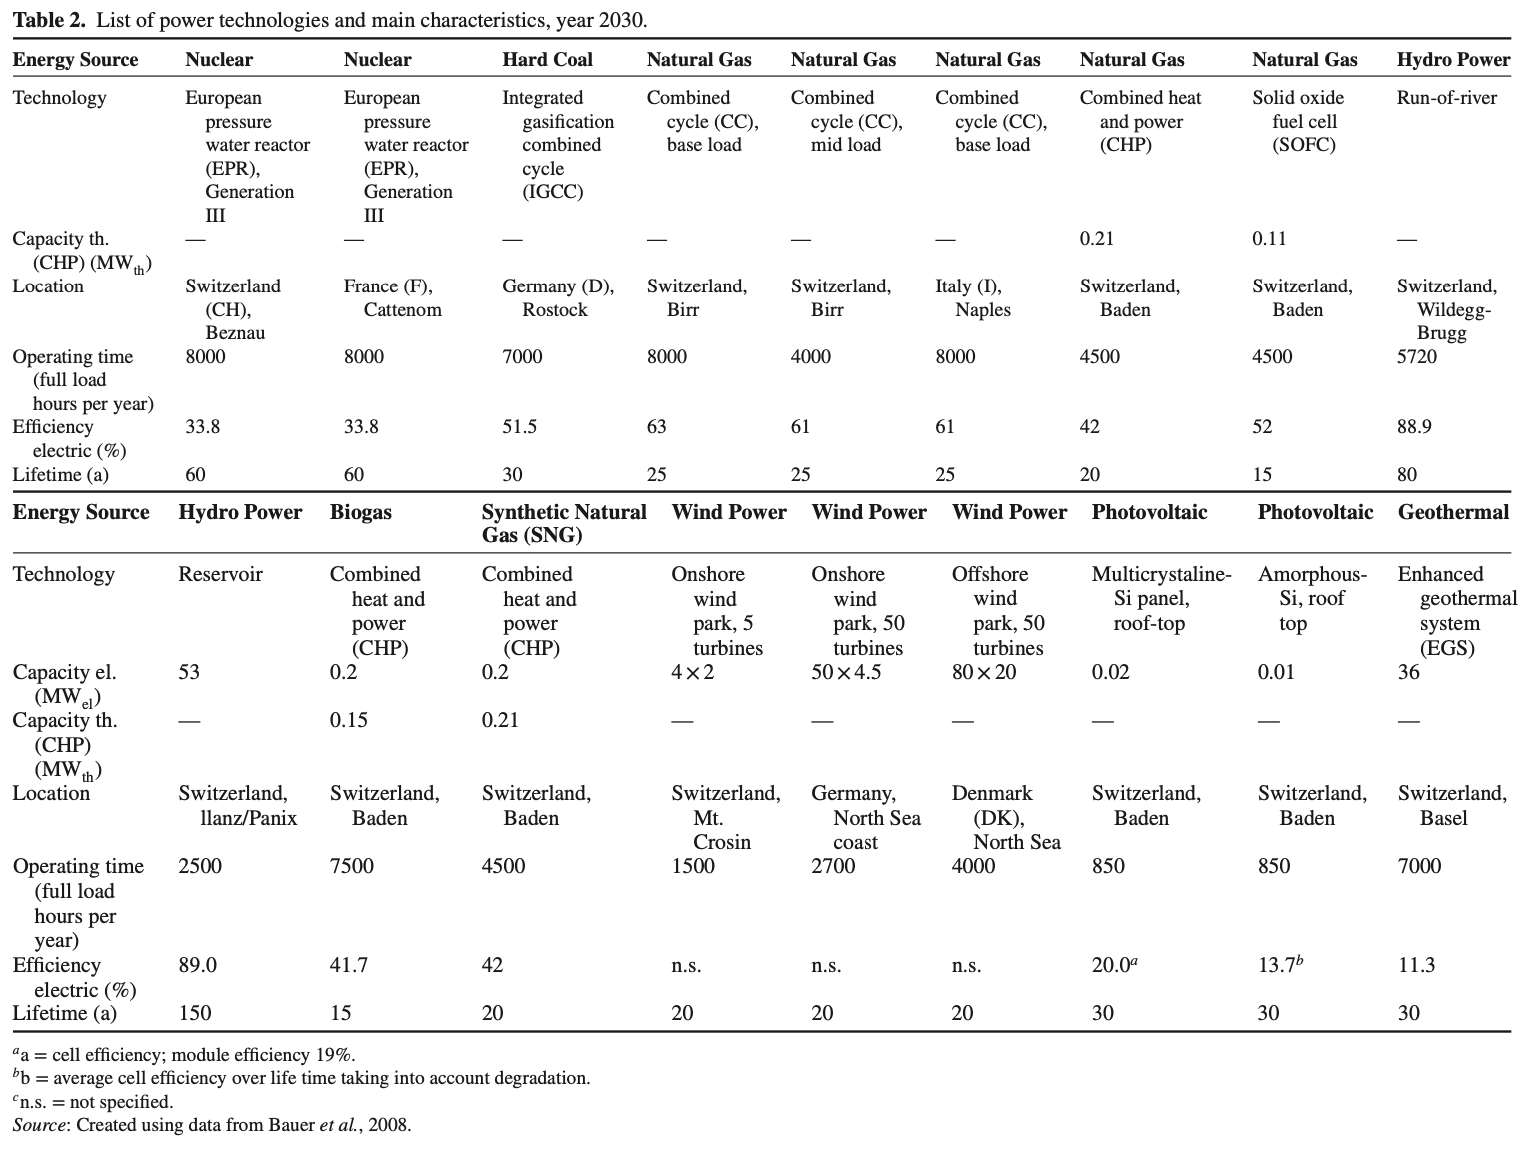 Table 2. List of power technologies and main characteristics, year 2030.
Energy Source Nuclear Nuclear Hard Coal Natural Gas Natural Gas Natural Gas Natural Gas Natural Gas Hydro Power
Technology European European Integrated Combined Combined Combined Combined heat Solid oxide Run-of-river
pressure pressure gasification cycle (CC), cycle (CC), cycle (CC), and power fuel cell
water reactor water reactor combined base load mid load base load (CHP) (SOFC)
(EPR), (EPR), cycle
Generation Generation (IGCC)
III III
Capacity th. — — — — — — 0.21 0.11 —
(CHP) (MWth)
Location Switzerland France (F), Germany (D), Switzerland, Switzerland, Italy (I), Switzerland, Switzerland, Switzerland,
(CH), Cattenom Rostock Birr Birr Naples Baden Baden Wildegg-
Beznau Brugg
Operating time 8000 8000 7000 8000 4000 8000 4500 4500 5720
(full load
hours per year)
Efficiency 33.8 33.8 51.5 63 61 61 42 52 88.9
electric (%)
Lifetime (a) 60 60 30 25 25 25 20 15 80
Energy Source Hydro Power Biogas Synthetic Natural Wind Power Wind Power Wind Power Photovoltaic Photovoltaic Geothermal
Gas (SNG)
Technology Reservoir Combined Combined Onshore Onshore Offshore Multicrystaline- Amorphous- Enhanced
heat and heat and wind wind wind Si panel, Si, roof geothermal
power power park, 5 park, 50 park, 50 roof-top top system
(CHP) (CHP) turbines turbines turbines (EGS)
Capacity el. 53 0.2 0.2 4×2 50×4.5 80×20 0.02 0.01 36
(MWel)
Capacity th. — 0.15 0.21 — — — — — —
(CHP)
(MWth)
Location Switzerland, Switzerland, Switzerland, Switzerland, Germany, Denmark Switzerland, Switzerland, Switzerland,
llanz/Panix Baden Baden Mt. North Sea (DK), Baden Baden Basel
Crosin coast North Sea
Operating time 2500 7500 4500 1500 2700 4000 850 850 7000
(full load
hours per
year)
Efficiency 89.0 41.7 42 n.s. n.s. n.s. 20.0a 13.7b 11.3
electric (%)
Lifetime (a) 150 15 20 20 20 20 30 30 30
aa = cell efficiency; module efficiency 19%.
bb = average cell efficiency over life time taking into account degradation.
cn.s. = not specified.
Source: Created using data from Bauer et al., 2008.